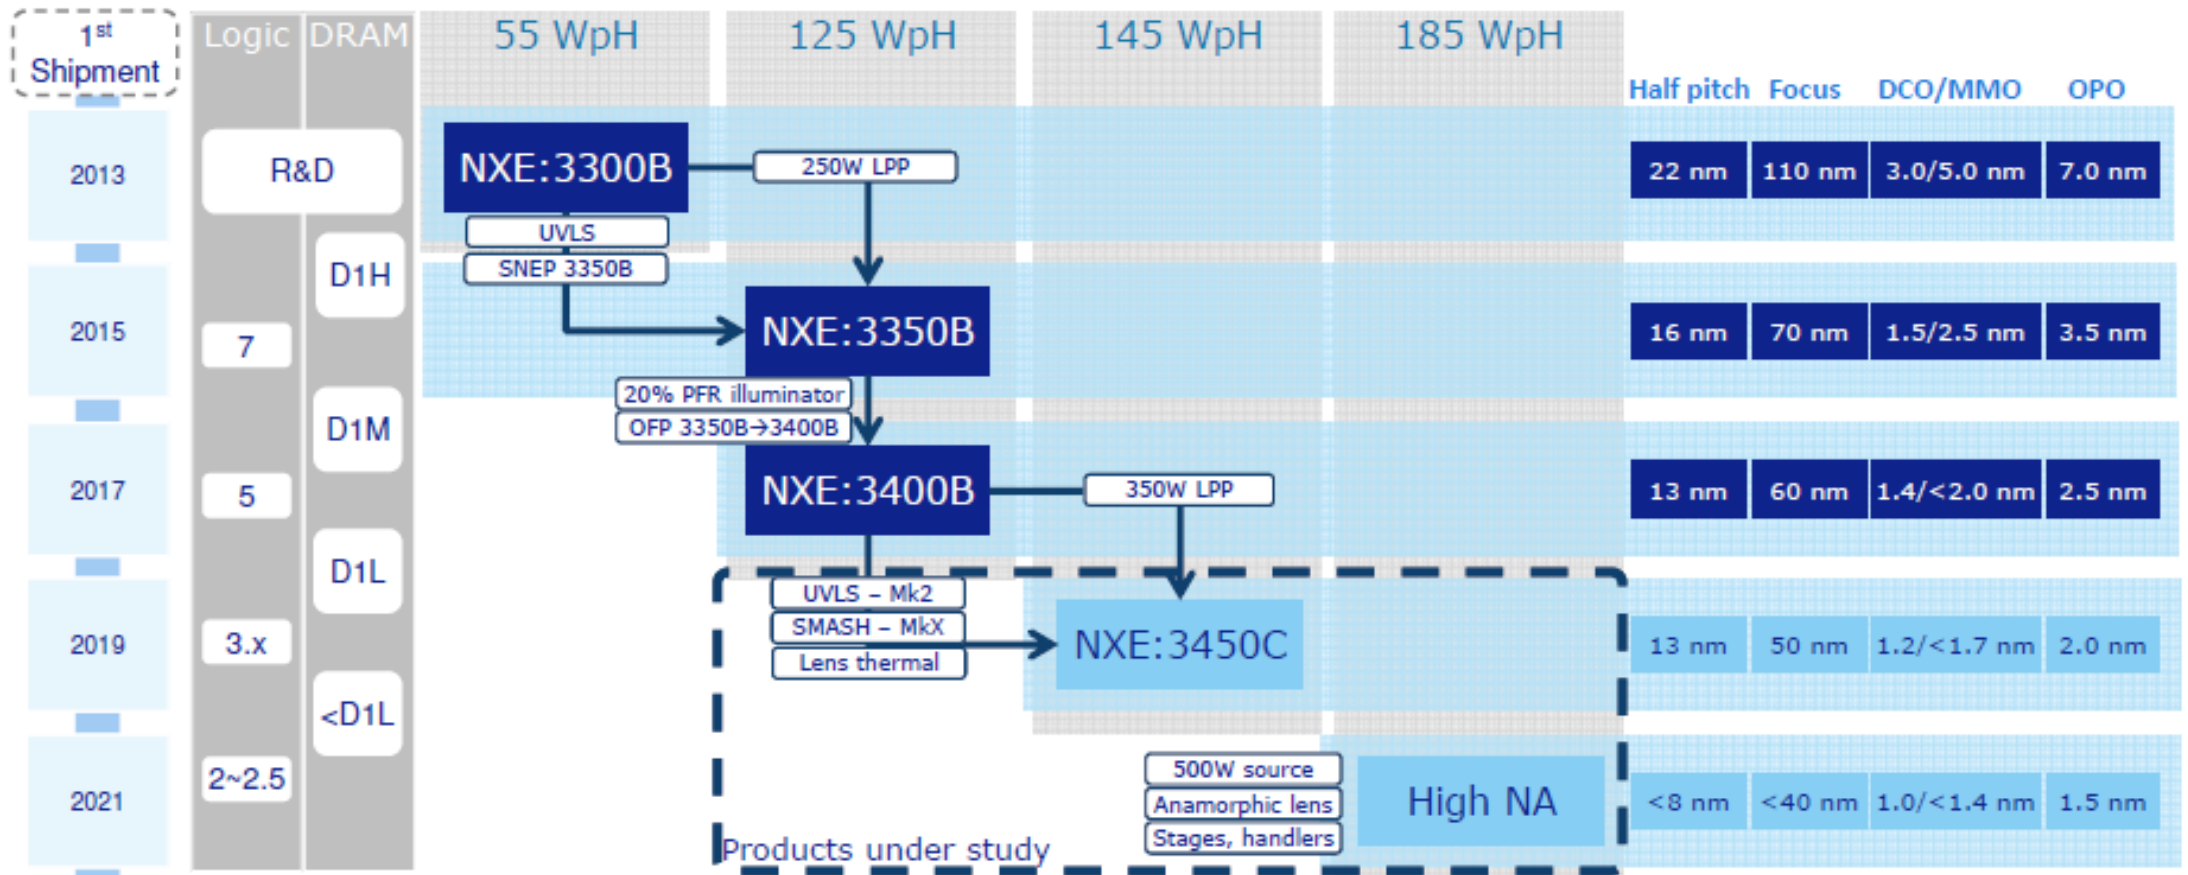 1st
Shipment
Logic DRAM
55 WpH 125 WpH 145 WpH 185 WpH
Half pitch Focus DCO/MMO OPO
2013
R&D
NXE:3300B
250W LPP
22 nm 110 nm 3.0/5.0 nm 7.0 nm
UVLS
SNEP 3350B
D1H
2015
7
NXE:3350B
16 nm 70 nm 1.5/2.5 nm 3.5 nm
20% PFR illuminator
OFP 3350B→3400B
D1M
2017
5
NXE:3400B
350W LPP
13 nm 60 nm 1.4/<2.0 nm 2.5 nm
D1L
UVLS – Mk2
SMASH – MkX
Lens thermal
2019
3.x
NXE:3450C
13 nm 50 nm 1.2/<1.7 nm 2.0 nm
<D1L
2021
2~2.5
500W source
Anamorphic lens
Stages, handlers
High NA
<8 nm <40 nm 1.0/<1.4 nm 1.5 nm
Products under study